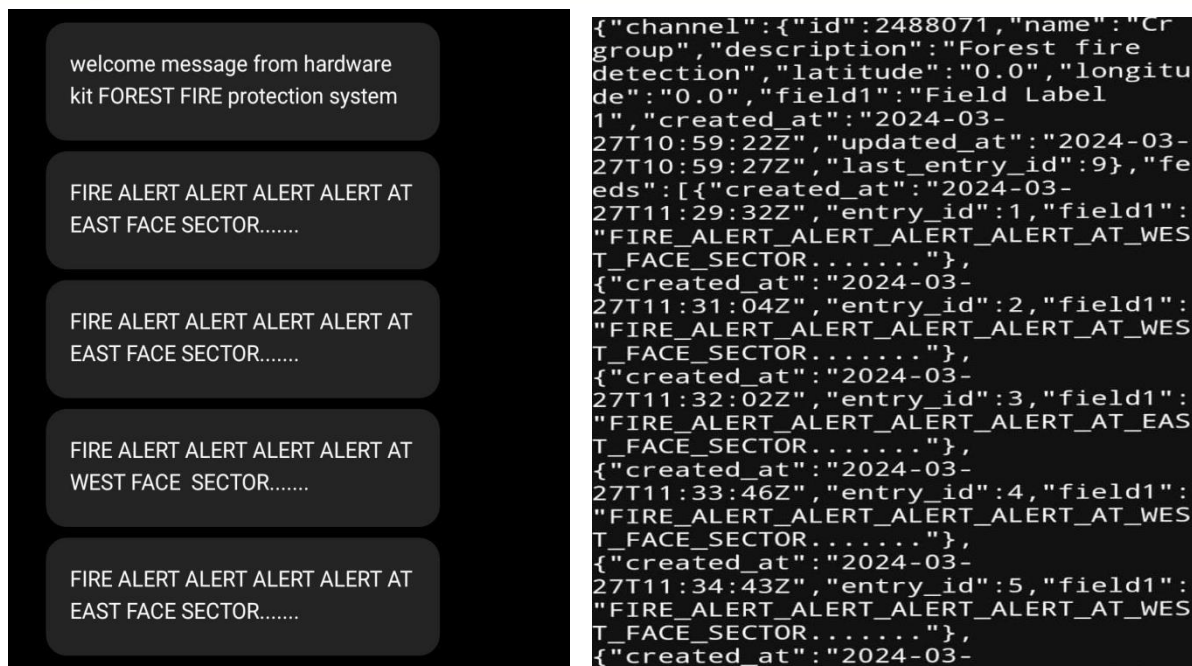 welcome message from hardware
kit FOREST FIRE protection system
FIRE ALERT ALERT ALERT ALERT AT
EAST FACE SECTOR.......
FIRE ALERT ALERT ALERT ALERT AT
EAST FACE SECTOR.......
FIRE ALERT ALERT ALERT ALERT AT
WEST FACE  SECTOR.......
FIRE ALERT ALERT ALERT ALERT AT
EAST FACE SECTOR.......
{"channel":{"id":2488071,"name":"Cr
group","description":"Forest fire
detection","latitude":"0.0","longitu
de":"0.0","field1":"Field Label
1","created_at":"2024-03-
27T10:59:22Z","updated_at":"2024-03-
27T10:59:27Z","last_entry_id":9},"fe
eds":[{"created_at":"2024-03-
27T11:29:32Z","entry_id":1,"field1":
"FIRE_ALERT_ALERT_ALERT_ALERT_AT_WES
T_FACE_SECTOR......."},
{"created_at":"2024-03-
27T11:31:04Z","entry_id":2,"field1":
"FIRE_ALERT_ALERT_ALERT_ALERT_AT_WES
T_FACE_SECTOR......."},
{"created_at":"2024-03-
27T11:32:02Z","entry_id":3,"field1":
"FIRE_ALERT_ALERT_ALERT_ALERT_AT_EAS
T_FACE_SECTOR......."},
{"created_at":"2024-03-
27T11:33:46Z","entry_id":4,"field1":
"FIRE_ALERT_ALERT_ALERT_ALERT_AT_WES
T_FACE_SECTOR......."},
{"created_at":"2024-03-
27T11:34:43Z","entry_id":5,"field1":
"FIRE_ALERT_ALERT_ALERT_ALERT_AT_WES
T_FACE_SECTOR......."},
{"created_at":"2024-03-